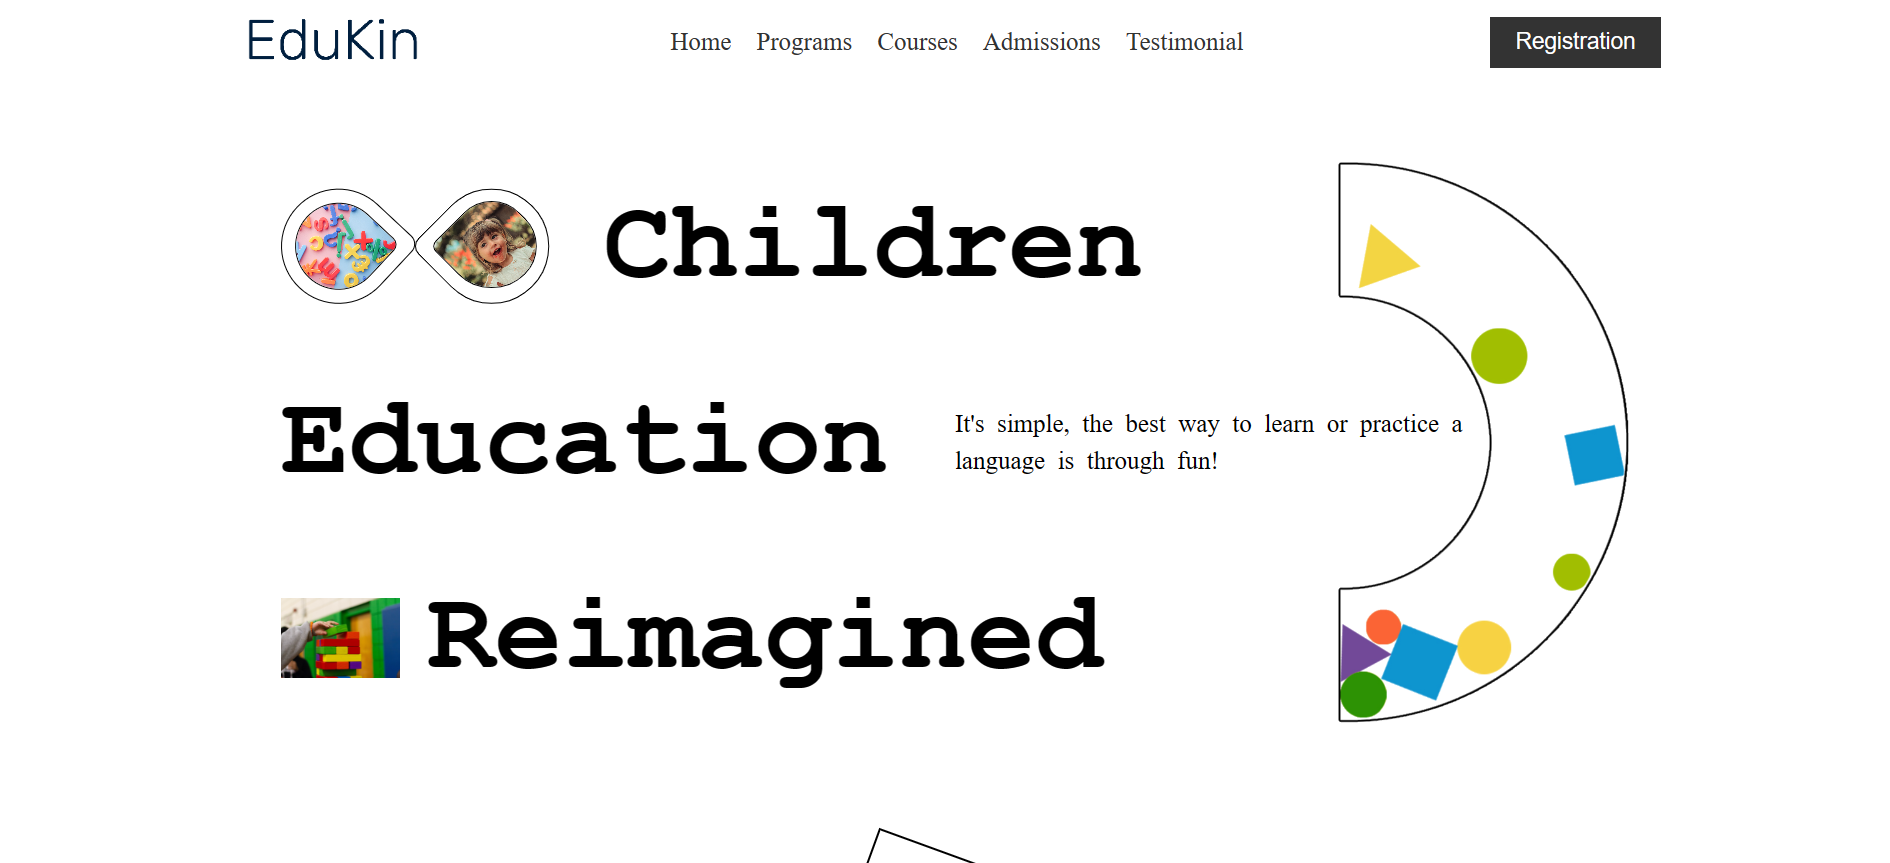 EduKin
Home Programs Courses Admissions Testimonial
Registration
Children
Education
It's simple, the best way to learn or practice a
language is through fun!
Reimagined